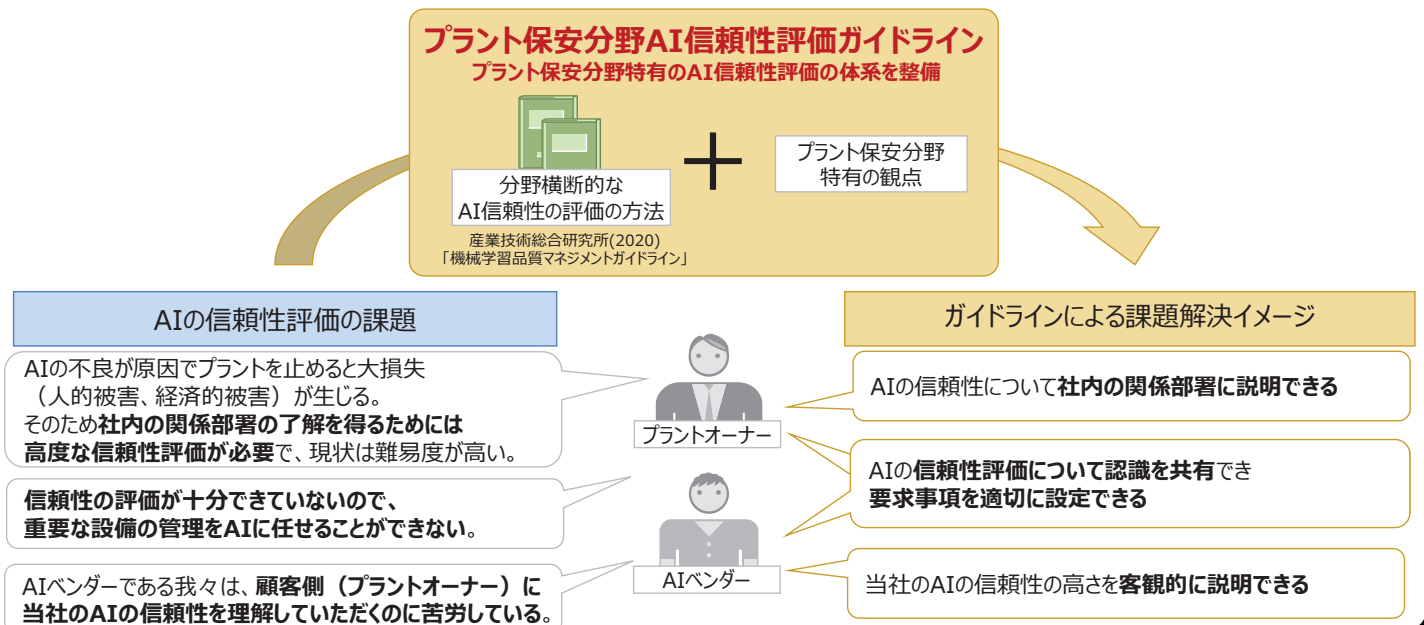 プラント保安分野AI信頼性評価ガイドライン
プラント保安分野特有のAI信頼性評価の体系を整備
分野横断的な
AI信頼性の評価の方法
産業技術総合研究所(2020)
「機械学習品質マネジメントガイドライン」
プラント保安分野
特有の観点
AIの信頼性評価の課題
AIの不良が原因でプラントを止めると大損失
（人的被害、経済的被害）が生じる。
そのため社内の関係部署の了解を得るためには
高度な信頼性評価が必要で、現状は難易度が高い。
信頼性の評価が十分できていないので、
重要な設備の管理をAIに任せることができない。
AIベンダーである我々は、顧客側（プラントオーナー）に
当社のAIの信頼性を理解していただくのに苦労している。
プラントオーナー
AIベンダー
ガイドラインによる課題解決イメージ
AIの信頼性について社内の関係部署に説明できる
AIの信頼性評価について認識を共有でき
要求事項を適切に設定できる
当社のAIの信頼性の高さを客観的に説明できる